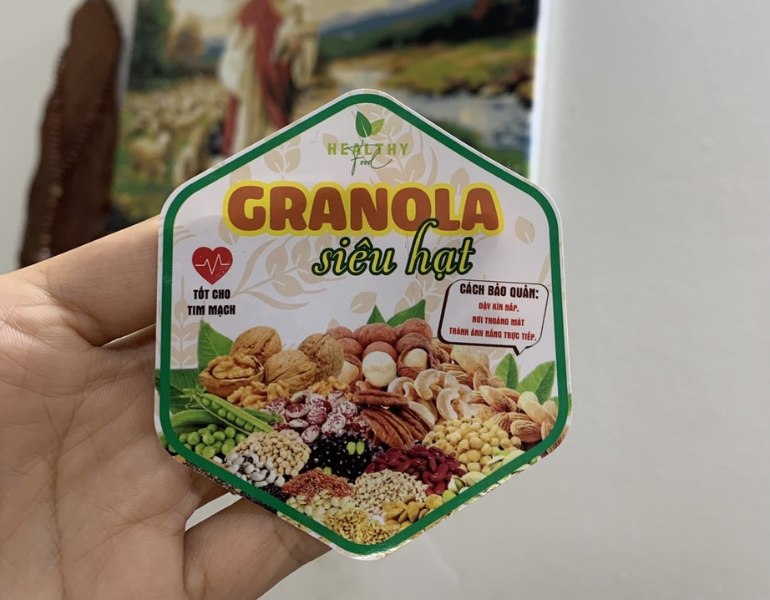 HEALTHY
Food
GRANOLA
siêu hạt
TỐT CHO
TIM MẠCH
CÁCH BẢO QUẢN:
ĐẬY KÍN NẮP,
NƠI THOÁNG MÁT
TRÁNH ÁNH NẮNG TRỰC TIẾP.